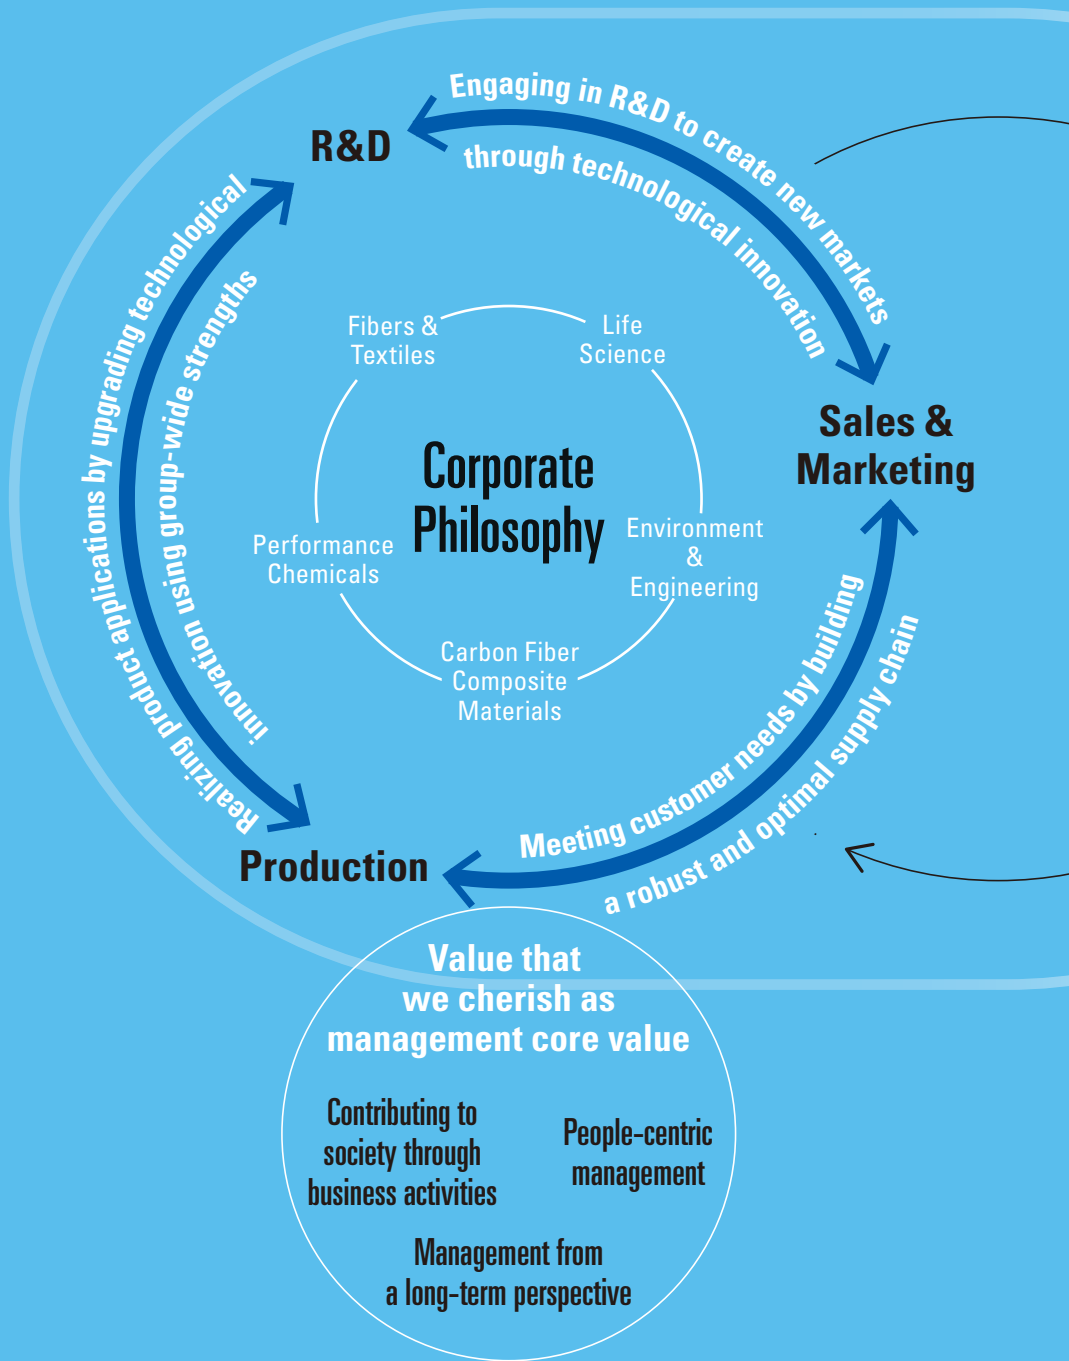 Engaging in R&D to create new markets
through technological innovation
R&D
Realizing product applications by upgrading technological
innovation using group-wide strengths
Fibers &
Textiles
Life
Science
Sales &
Marketing
Corporate
Philosophy
Performance
Chemicals
Environment
&
Engineering
Carbon Fiber
Composite
Materials
Meeting customer needs by building
a robust and optimal supply chain
Production
Value that
we cherish as
management core value
Contributing to
society through
business activities
People-centric
management
Management from
a long-term perspective